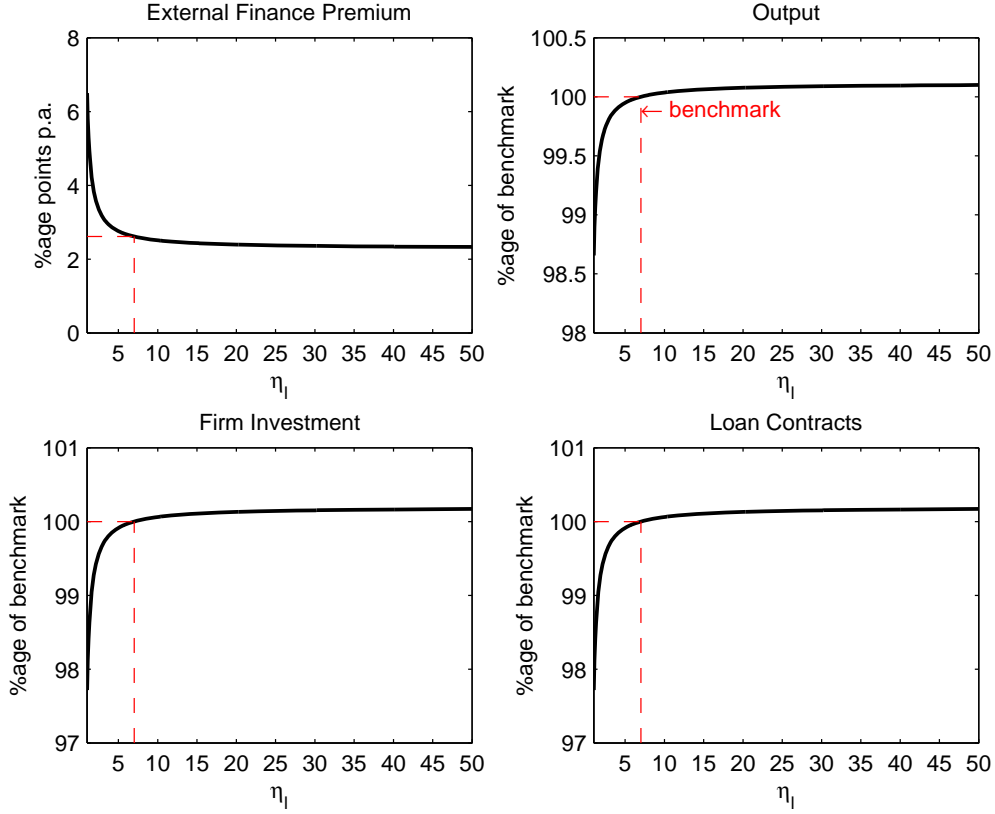 External Finance Premium
%age points p.a.
8
6
4
2
0
5 10 15 20 25 30 35 40 45 50
η_l
Output
%age of benchmark
100.5
100
99.5
99
98.5
98
benchmark
5 10 15 20 25 30 35 40 45 50
η_l
Firm Investment
%age of benchmark
101
100
99
98
97
5 10 15 20 25 30 35 40 45 50
η_l
Loan Contracts
%age of benchmark
101
100
99
98
97
5 10 15 20 25 30 35 40 45 50
η_l